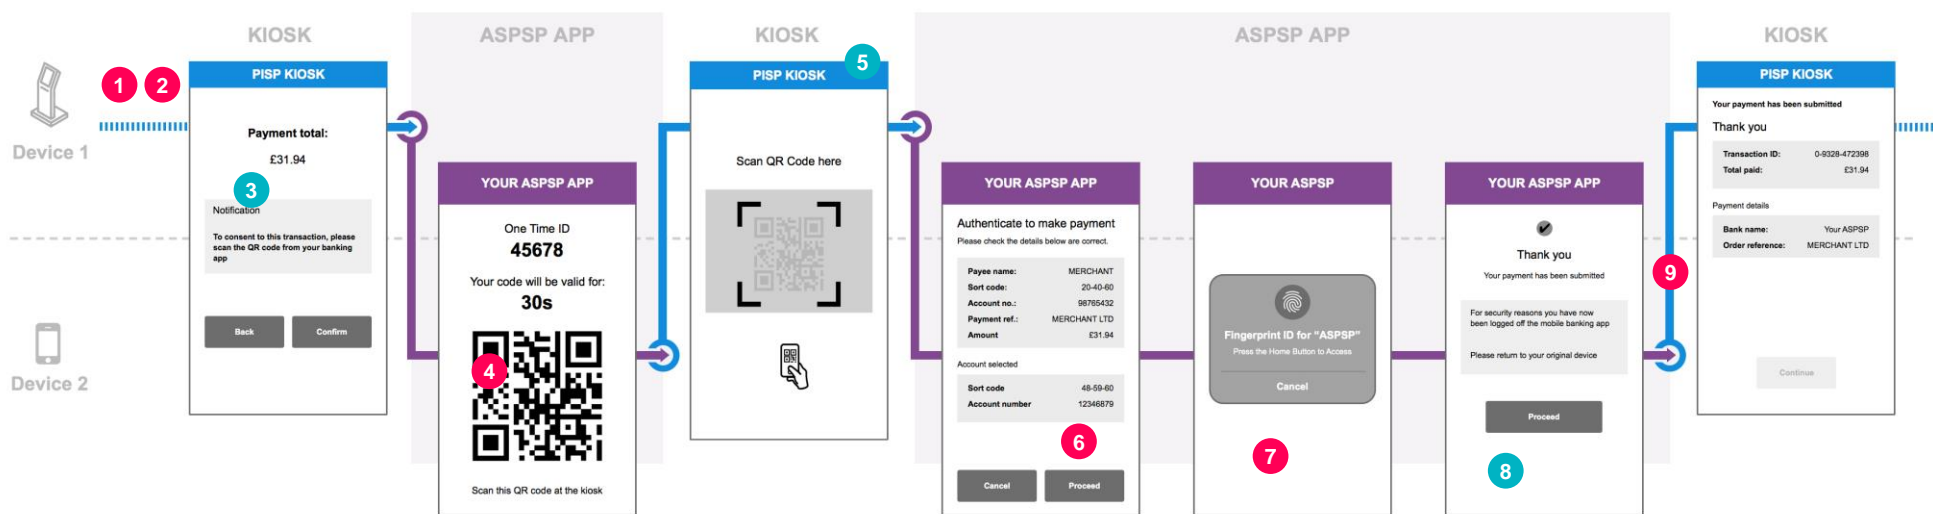 KIOSK
ASPSP APP
KIOSK
ASPSP APP
KIOSK
Device 1
Device 2
1
2
PISP KIOSK
Payment total:
£31.94
3
Notification
To consent to this transaction, please
scan the QR code from your banking
app
Back
Confirm
YOUR ASPSP APP
One Time ID
45678
Your code will be valid for:
30s
4
Scan this QR code at the kiosk
5
PISP KIOSK
Scan QR Code here
YOUR ASPSP APP
Authenticate to make payment
Please check the details below are correct.
Payee name: MERCHANT
Sort code: 20-40-60
Account no.: 98765432
Payment ref.: MERCHANT LTD
Amount £31.94
Account selected
Sort code 48-59-60
Account number 12346879
6
Cancel
Proceed
YOUR ASPSP
Fingerprint ID for "ASPSP"
Press the Home Button to Access
Cancel
7
YOUR ASPSP APP
Thank you
Your payment has been submitted
For security reasons you have now
been logged off the mobile banking app
Please return to your original device
Proceed
8
9
PISP KIOSK
Your payment has been submitted
Thank you
Transaction ID: 0-9328-472398
Total paid: £31.94
Payment details
Bank name: Your ASPSP
Order reference: MERCHANT LTD
Continue